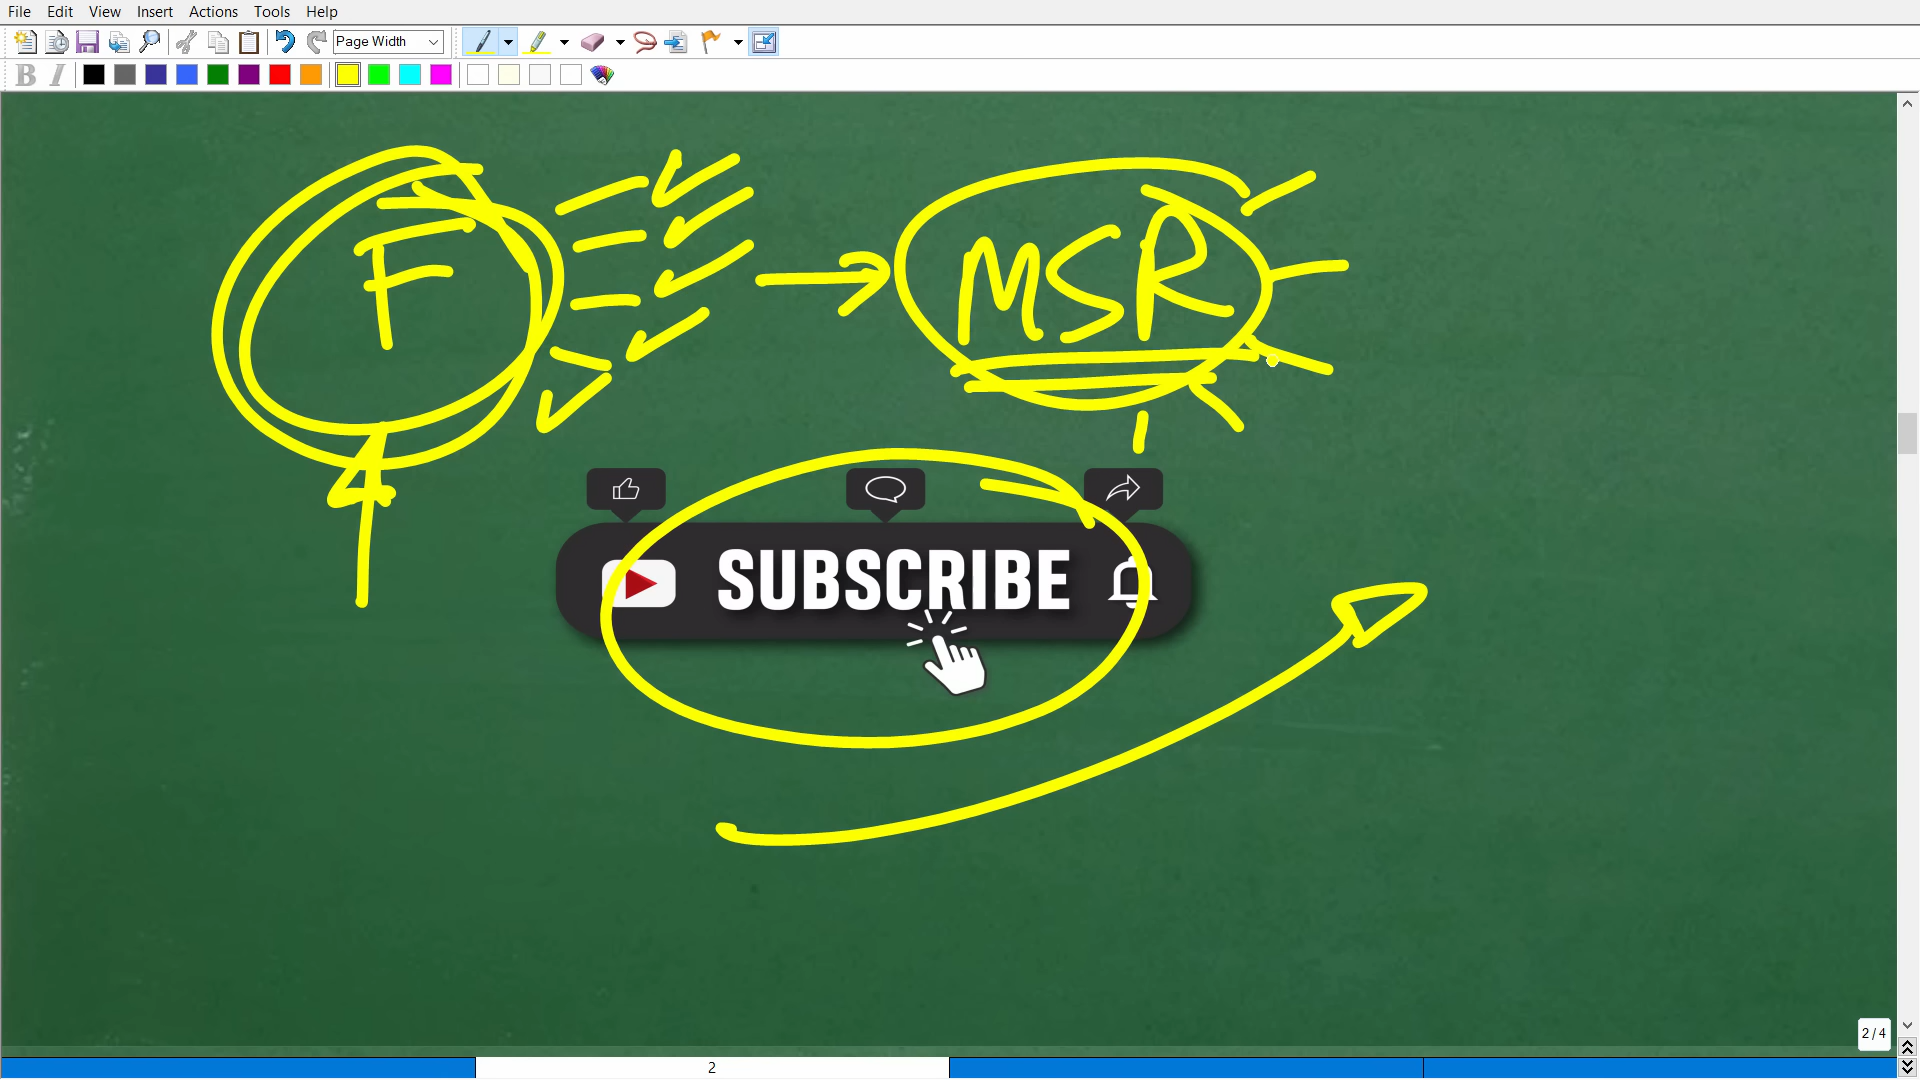 File Edit View Insert Actions Tools Help
Page Width
B I
F
MSR
SUBSCRIBE
2 / 4
2